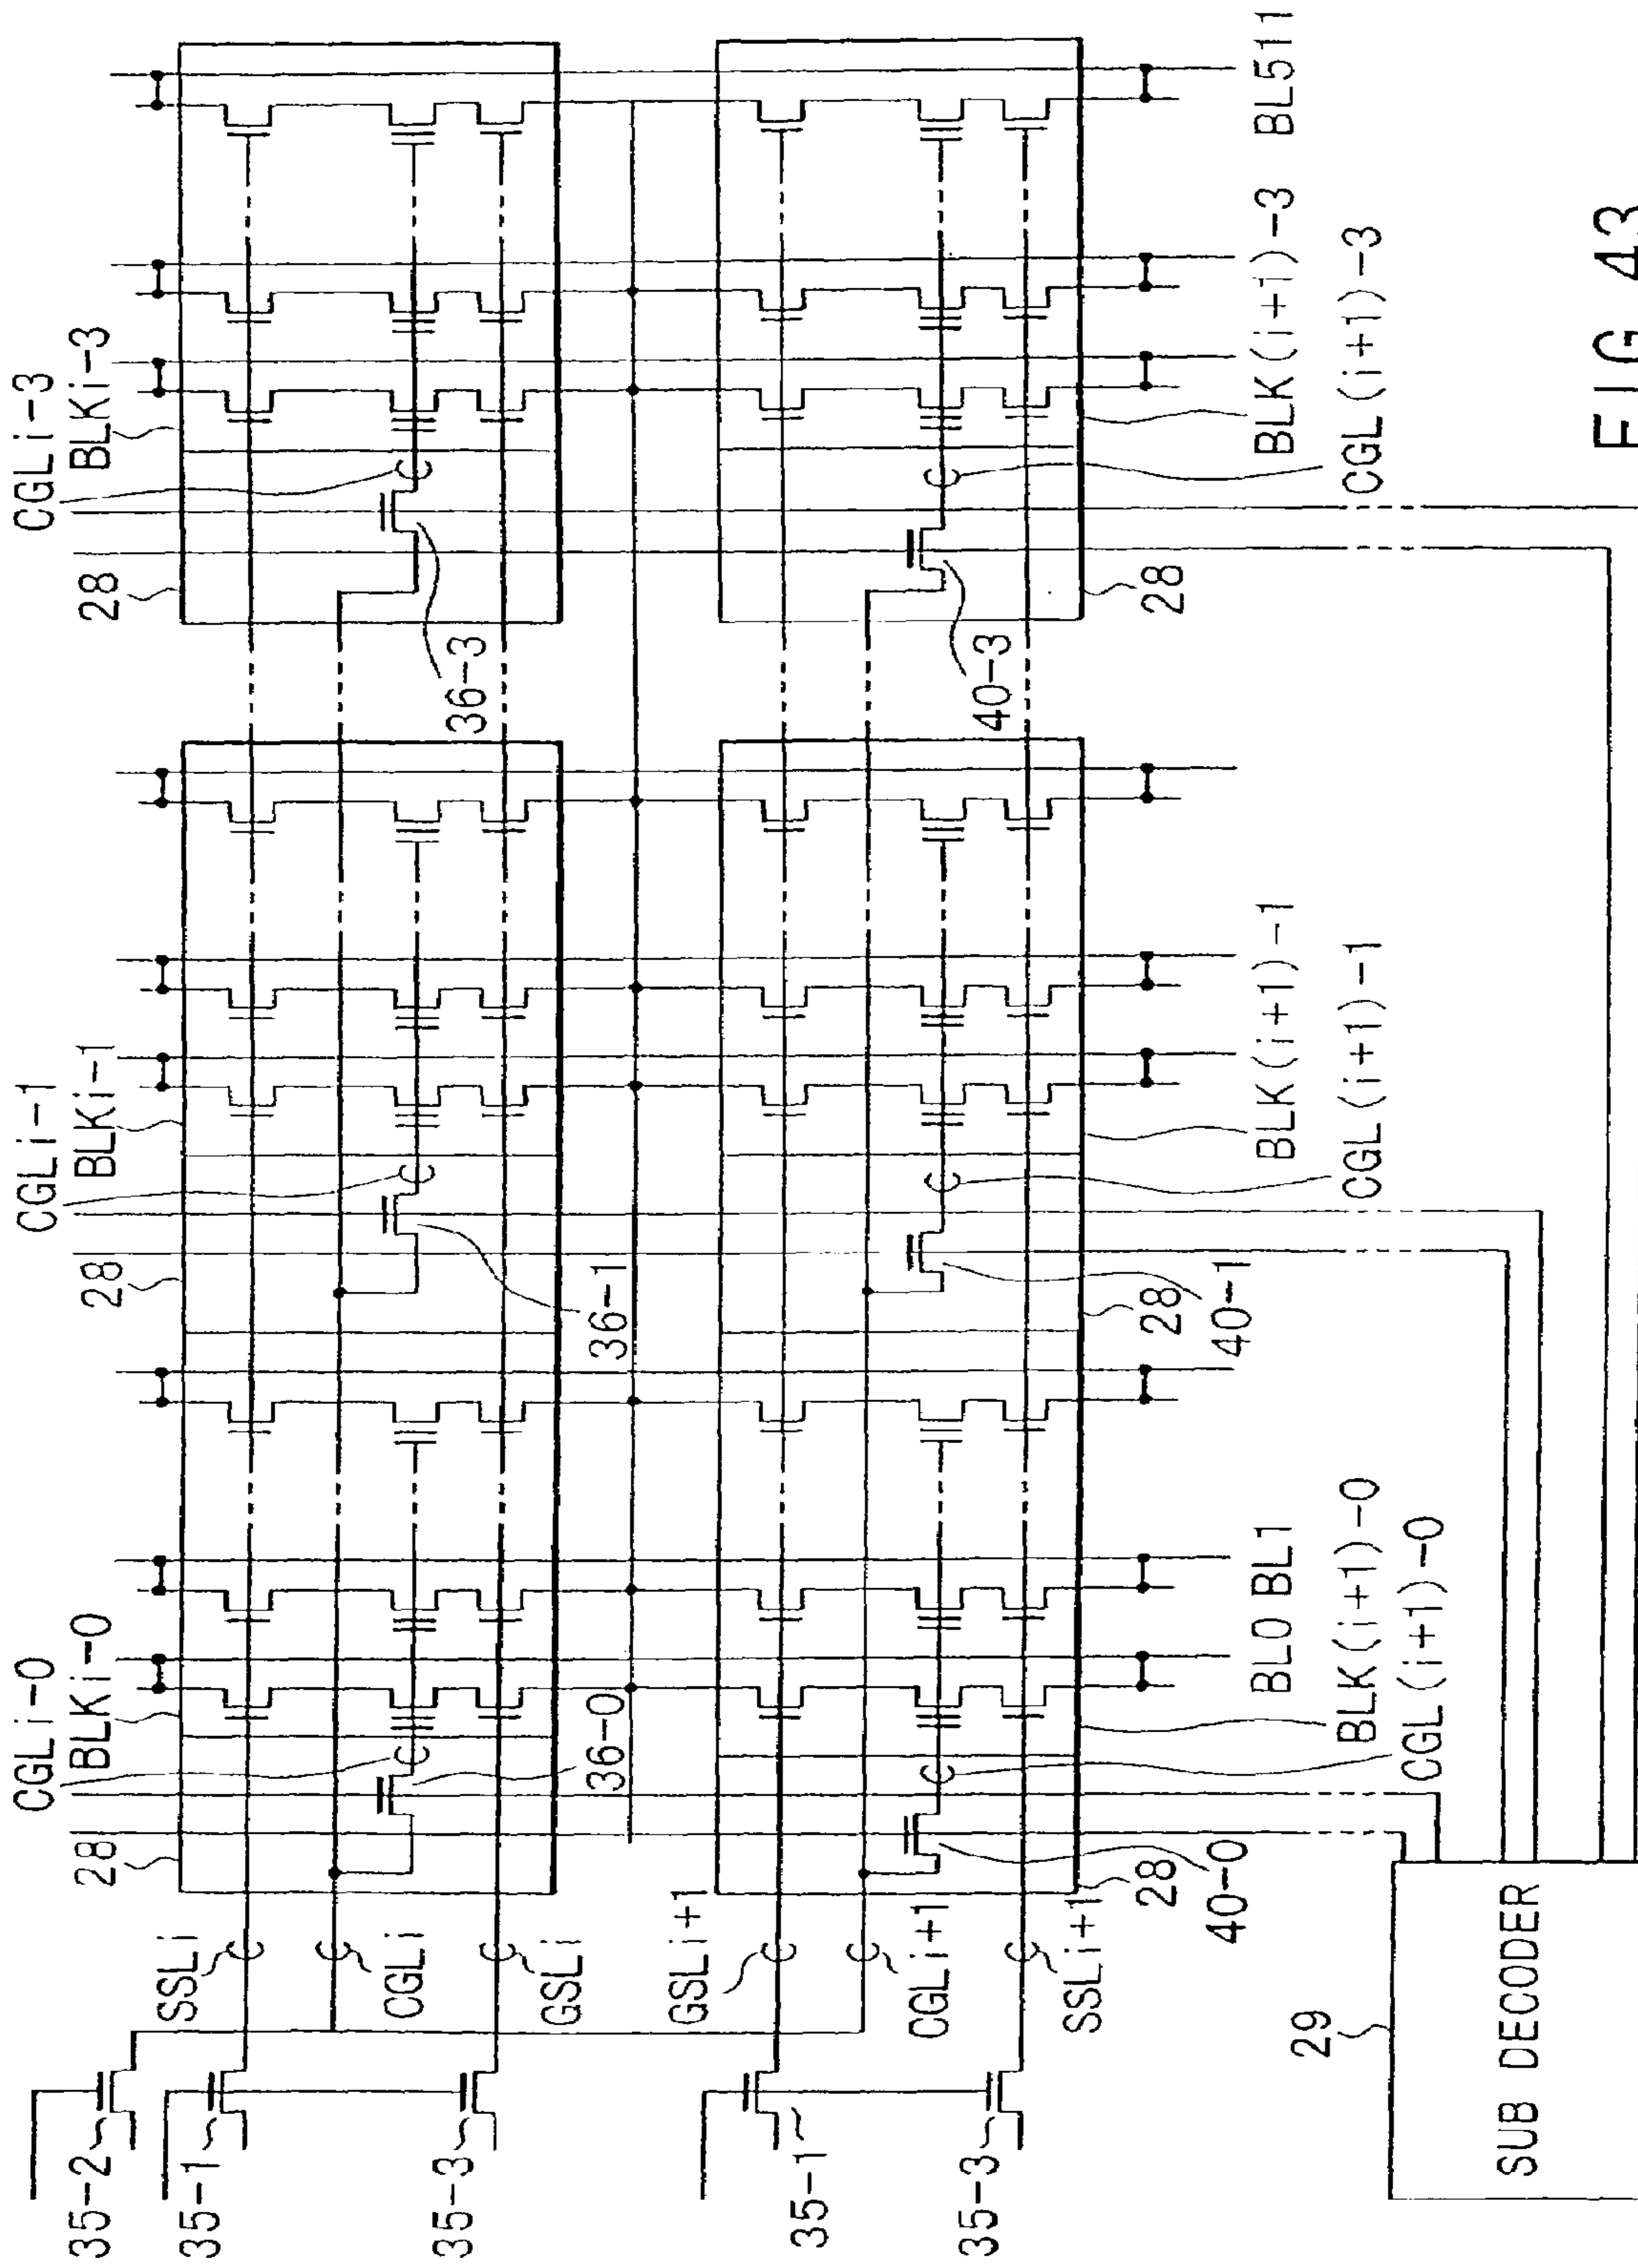 35-2
35-1
35-3
35-1
35-3
SSLi
CGLi
GSLi
GSLi+1
CGLi+1
SSLi+1
28
CGLi-0
BLKi-0
36-0
28
40-0
BL0 BL1
BLK(i+1)-0
CGL(i+1)-0
28
CGLi-1
BLKi-1
36-1
28
40-1
BLK(i+1)-1
CGL(i+1)-1
28
CGLi-3
BLKi-3
36-3
40-3
28
BLK(i+1)-3 BL511
CGL(i+1)-3
29
SUB DECODER
FIG. 43